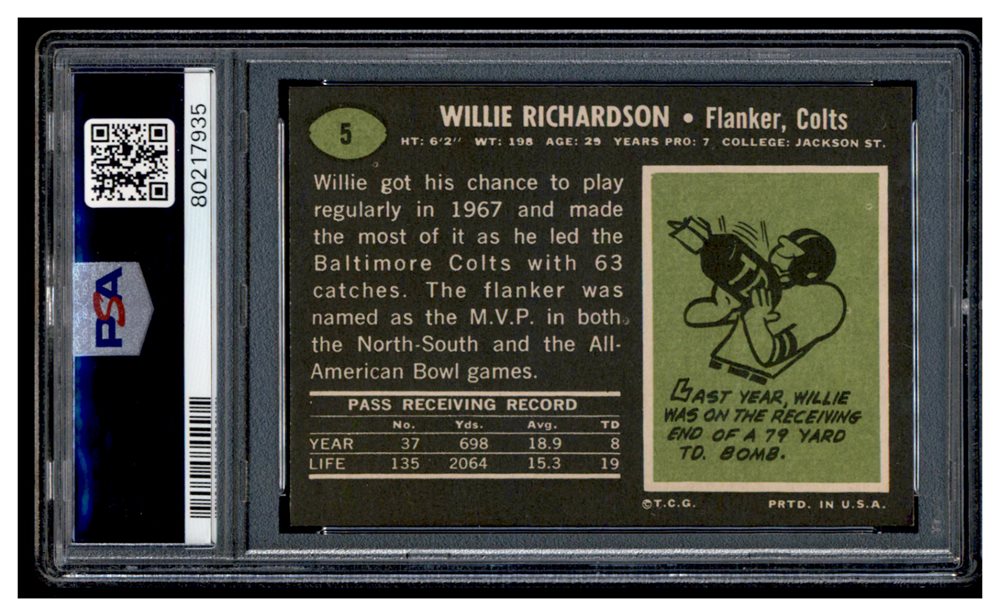 80217935
PSA
5
WILLIE RICHARDSON • Flanker, Colts
HT: 6'2" WT: 198 AGE: 29 YEARS PRO: 7 COLLEGE: JACKSON ST.
Willie got his chance to play
regularly in 1967 and made
the most of it as he led the
Baltimore Colts with 63
catches. The flanker was
named as the M.V.P. in both
the North-South and the All-
American Bowl games.
PASS RECEIVING RECORD
No. Yds. Avg. TD
YEAR 37 698 18.9 8
LIFE 135 2064 15.3 19
TD
LAST YEAR, WILLIE
WAS ON THE RECEIVING
END OF A 79 YARD
TD. BOMB.
©T.C.G. PRTD. IN U.S.A.